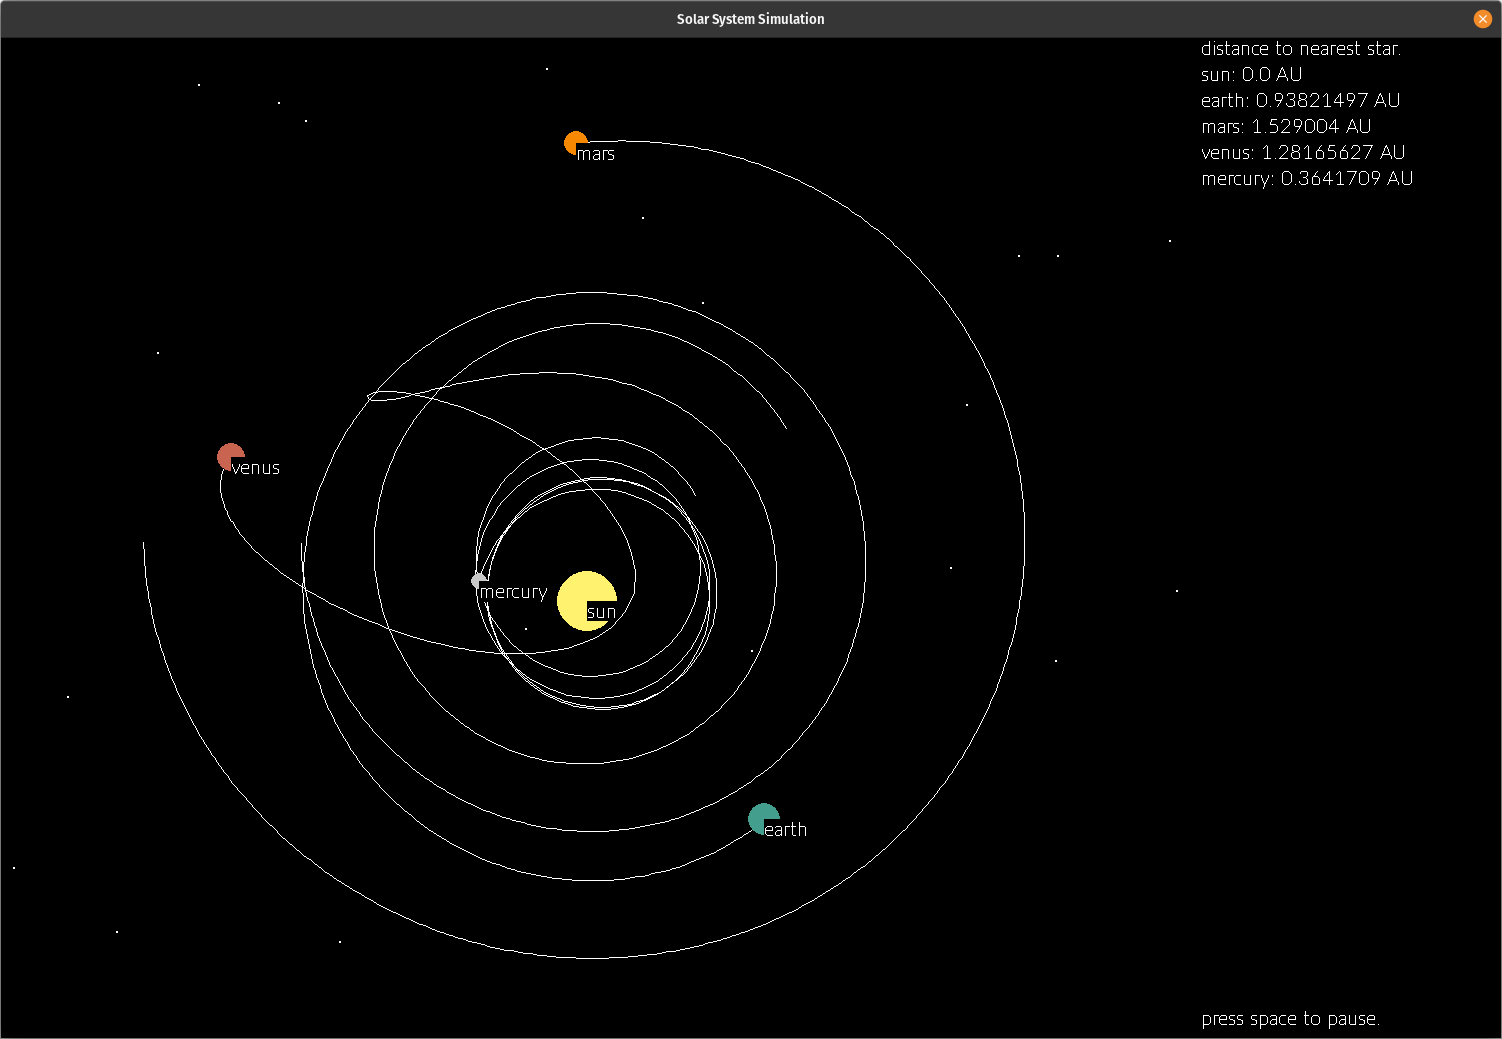 Solar System Simulation
distance to nearest star.
sun: 0.0 AU
earth: 0.93821497 AU
mars: 1.529004 AU
venus: 1.28165627 AU
mercury: 0.3641709 AU
mars
venus
mercury
sun
earth
press space to pause.